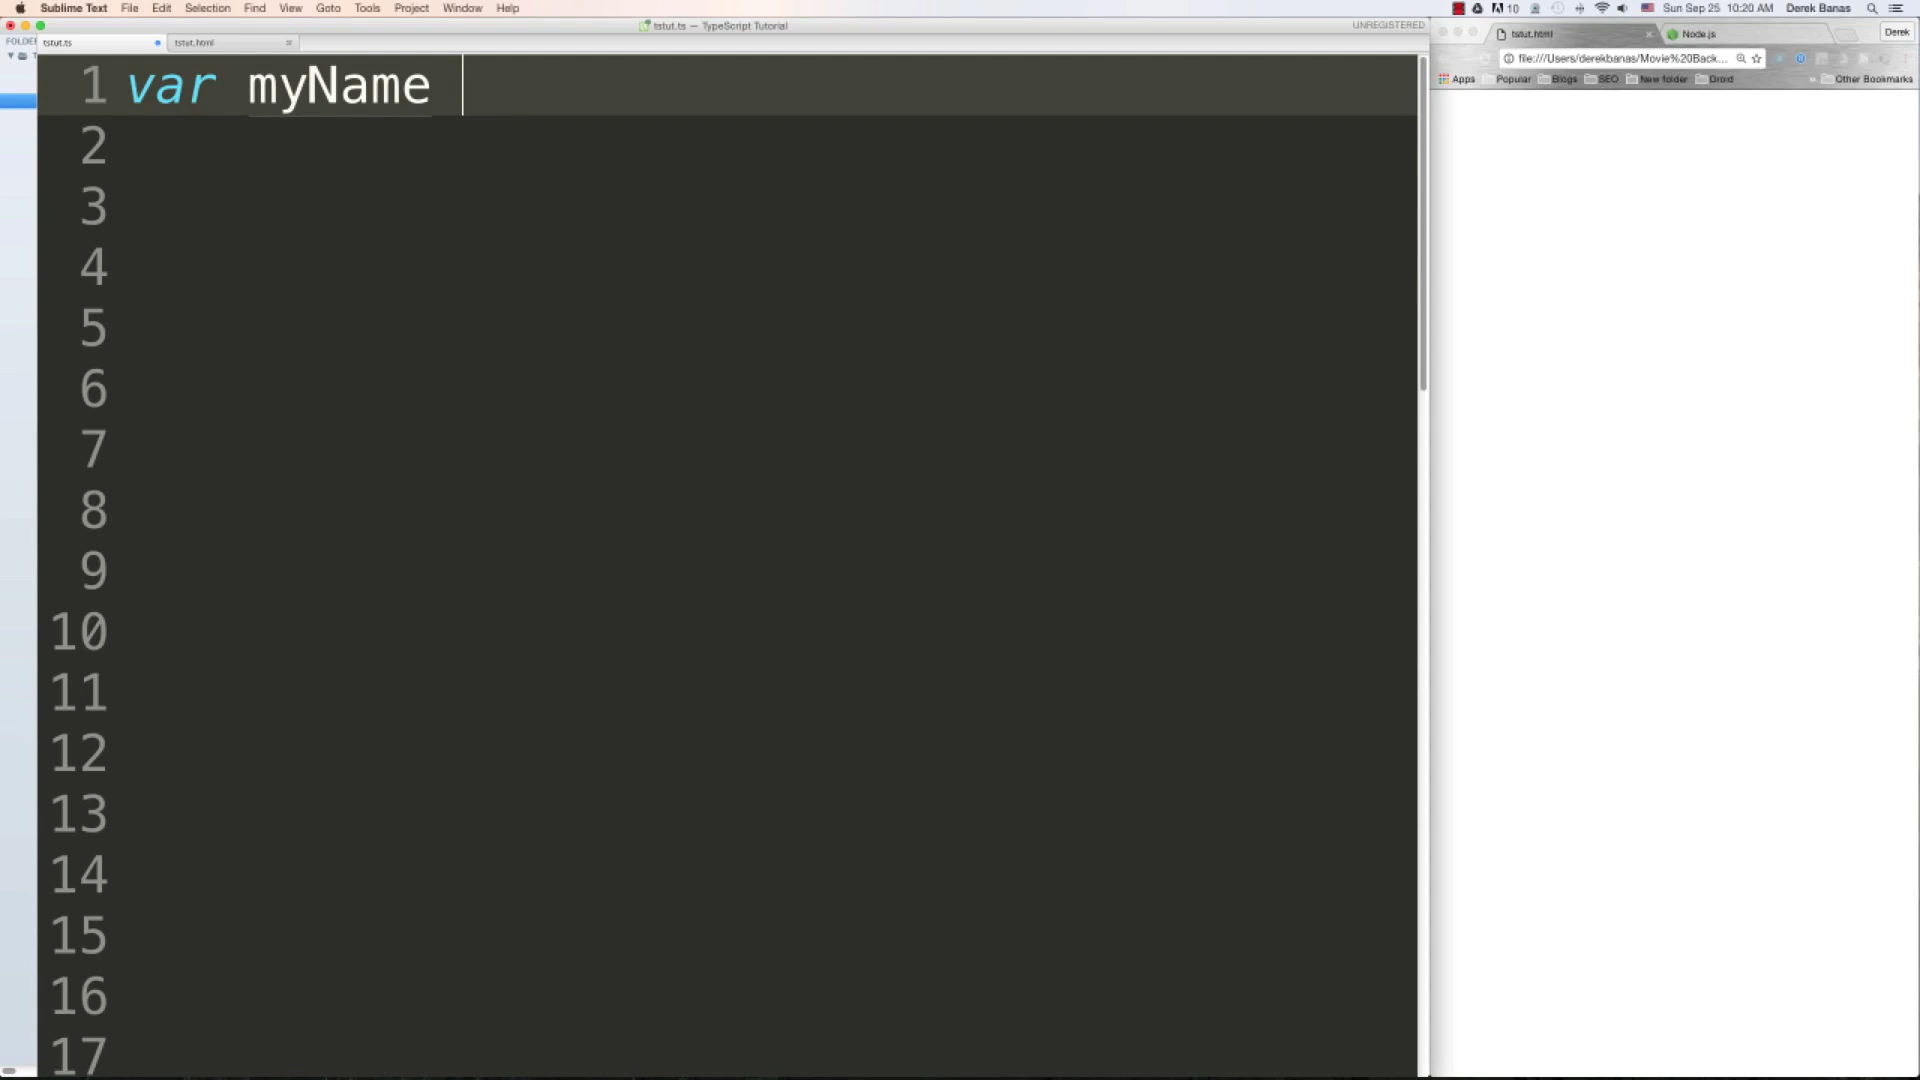 Sublime Text File Edit Selection Find View Goto Tools Project Window Help
10 Sun Sep 25 10:20 AM Derek Banas
tstut.ts — TypeScript Tutorial UNREGISTERED
tstut.ts tstut.html
tstut.html Node.js Derek
file:///Users/derekbanas/Movie%20Back...
Apps Popular Blogs SEO New folder Droid » Other Bookmarks
1 var myName
2
3
4
5
6
7
8
9
10
11
12
13
14
15
16
17